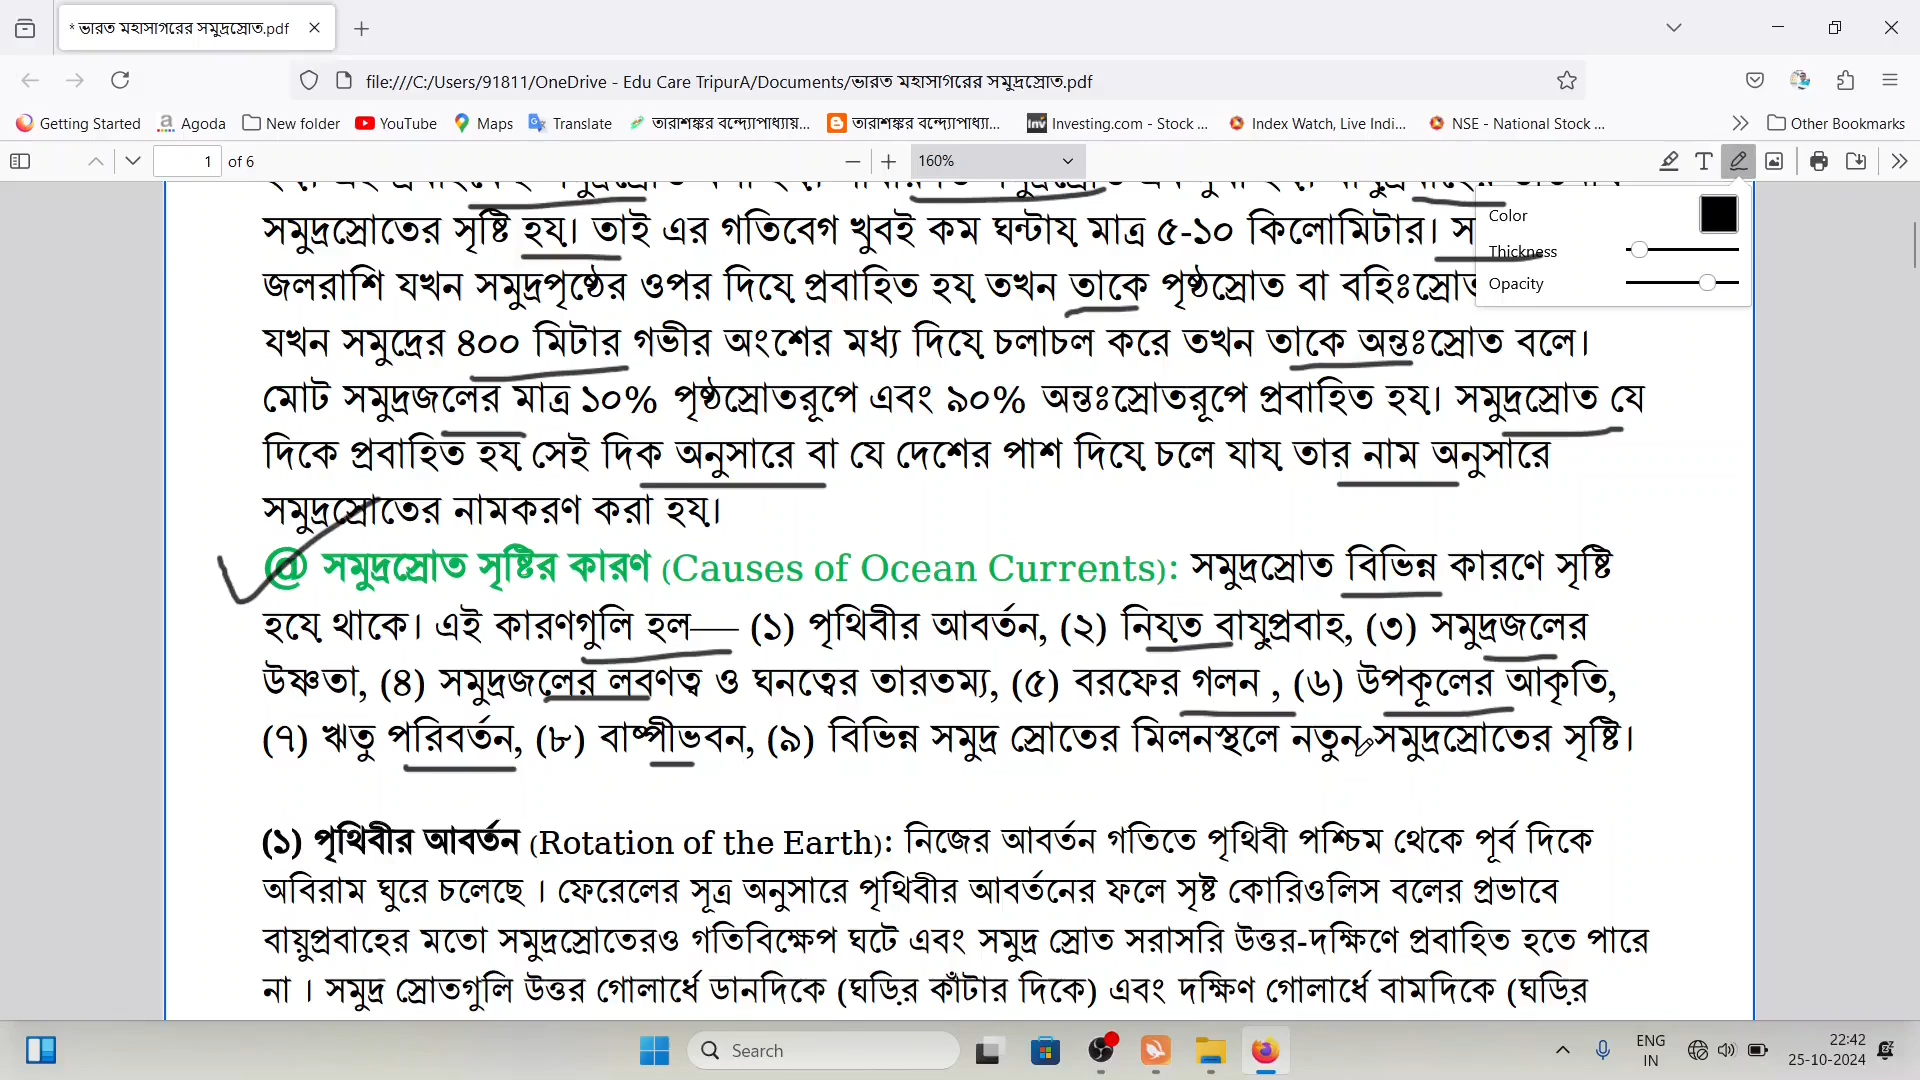 * ভারত মহাসাগরের সমুদ্রস্রোত.pdf
file:///C:/Users/91811/OneDrive - Edu Care TripurA/Documents/ভারত মহাসাগরের সমুদ্রস্রোত.pdf
Getting Started Agoda New folder YouTube Maps Translate তারাশঙ্কর বন্দ্যোপাধ্যায়... তারাশঙ্কর বন্দ্যোপাধ্যা... Investing.com - Stock ... Index Watch, Live Indi... NSE - National Stock ... Other Bookmarks
1 of 6 160%
Color
Thickness
Opacity
সমুদ্রস্রোতের সৃষ্টি হয়। তাই এর গতিবেগ খুবই কম ঘন্টায় মাত্র ৫-১০ কিলোমিটার।
জলরাশি যখন সমুদ্রপৃষ্ঠের ওপর দিয়ে প্রবাহিত হয় তখন তাকে পৃষ্ঠস্রোত বা বহিঃস্রোত
যখন সমুদ্রের ৪০০ মিটার গভীর অংশের মধ্য দিয়ে চলাচল করে তখন তাকে অন্তঃস্রোত বলে।
মোট সমুদ্রজলের মাত্র ১০% পৃষ্ঠস্রোতরূপে এবং ৯০% অন্তঃস্রোতরূপে প্রবাহিত হয়। সমুদ্রস্রোত যে
দিকে প্রবাহিত হয় সেই দিক অনুসারে বা যে দেশের পাশ দিয়ে চলে যায় তার নাম অনুসারে
সমুদ্রস্রোতের নামকরণ করা হয়।
@ সমুদ্রস্রোত সৃষ্টির কারণ (Causes of Ocean Currents): সমুদ্রস্রোত বিভিন্ন কারণে সৃষ্টি
হয়ে থাকে। এই কারণগুলি হল— (১) পৃথিবীর আবর্তন, (২) নিয়ত বায়ুপ্রবাহ, (৩) সমুদ্রজলের
উষ্ণতা, (৪) সমুদ্রজলের লবণত্ব ও ঘনত্বের তারতম্য, (৫) বরফের গলন , (৬) উপকূলের আকৃতি,
(৭) ঋতু পরিবর্তন, (৮) বাষ্পীভবন, (৯) বিভিন্ন সমুদ্র স্রোতের মিলনস্থলে নতুন সমুদ্রস্রোতের সৃষ্টি।
(১) পৃথিবীর আবর্তন (Rotation of the Earth): নিজের আবর্তন গতিতে পৃথিবী পশ্চিম থেকে পূর্ব দিকে
অবিরাম ঘুরে চলেছে । ফেরেলের সূত্র অনুসারে পৃথিবীর আবর্তনের ফলে সৃষ্ট কোরিওলিস বলের প্রভাবে
বায়ুপ্রবাহের মতো সমুদ্রস্রোতেরও গতিবিক্ষেপ ঘটে এবং সমুদ্র স্রোত সরাসরি উত্তর-দক্ষিণে প্রবাহিত হতে পারে
না । সমুদ্র স্রোতগুলি উত্তর গোলার্ধে ডানদিকে (ঘড়ির কাঁটার দিকে) এবং দক্ষিণ গোলার্ধে বামদিকে (ঘড়ির
Search
ENG
IN
22:42
25-10-2024